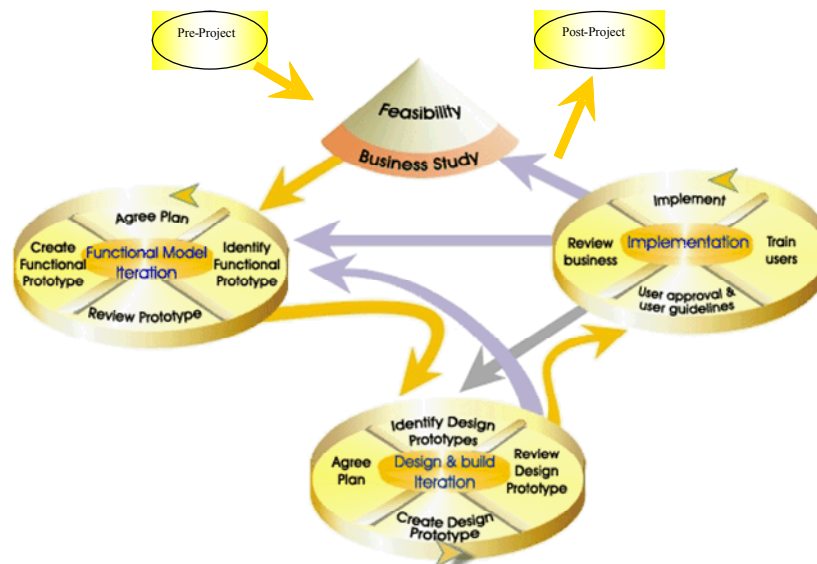 Pre-Project
Post-Project
Feasibility
Business Study
Agree Plan
Create
Functional
Prototype
Functional Model
Iteration
Identify
Functional
Prototype
Review Prototype
Implement
Review
business
Implementation
Train
users
User approval &
user guidelines
Identify Design
Prototypes
Agree
Plan
Design & build
Iteration
Review
Design
Prototype
Create Design
Prototype